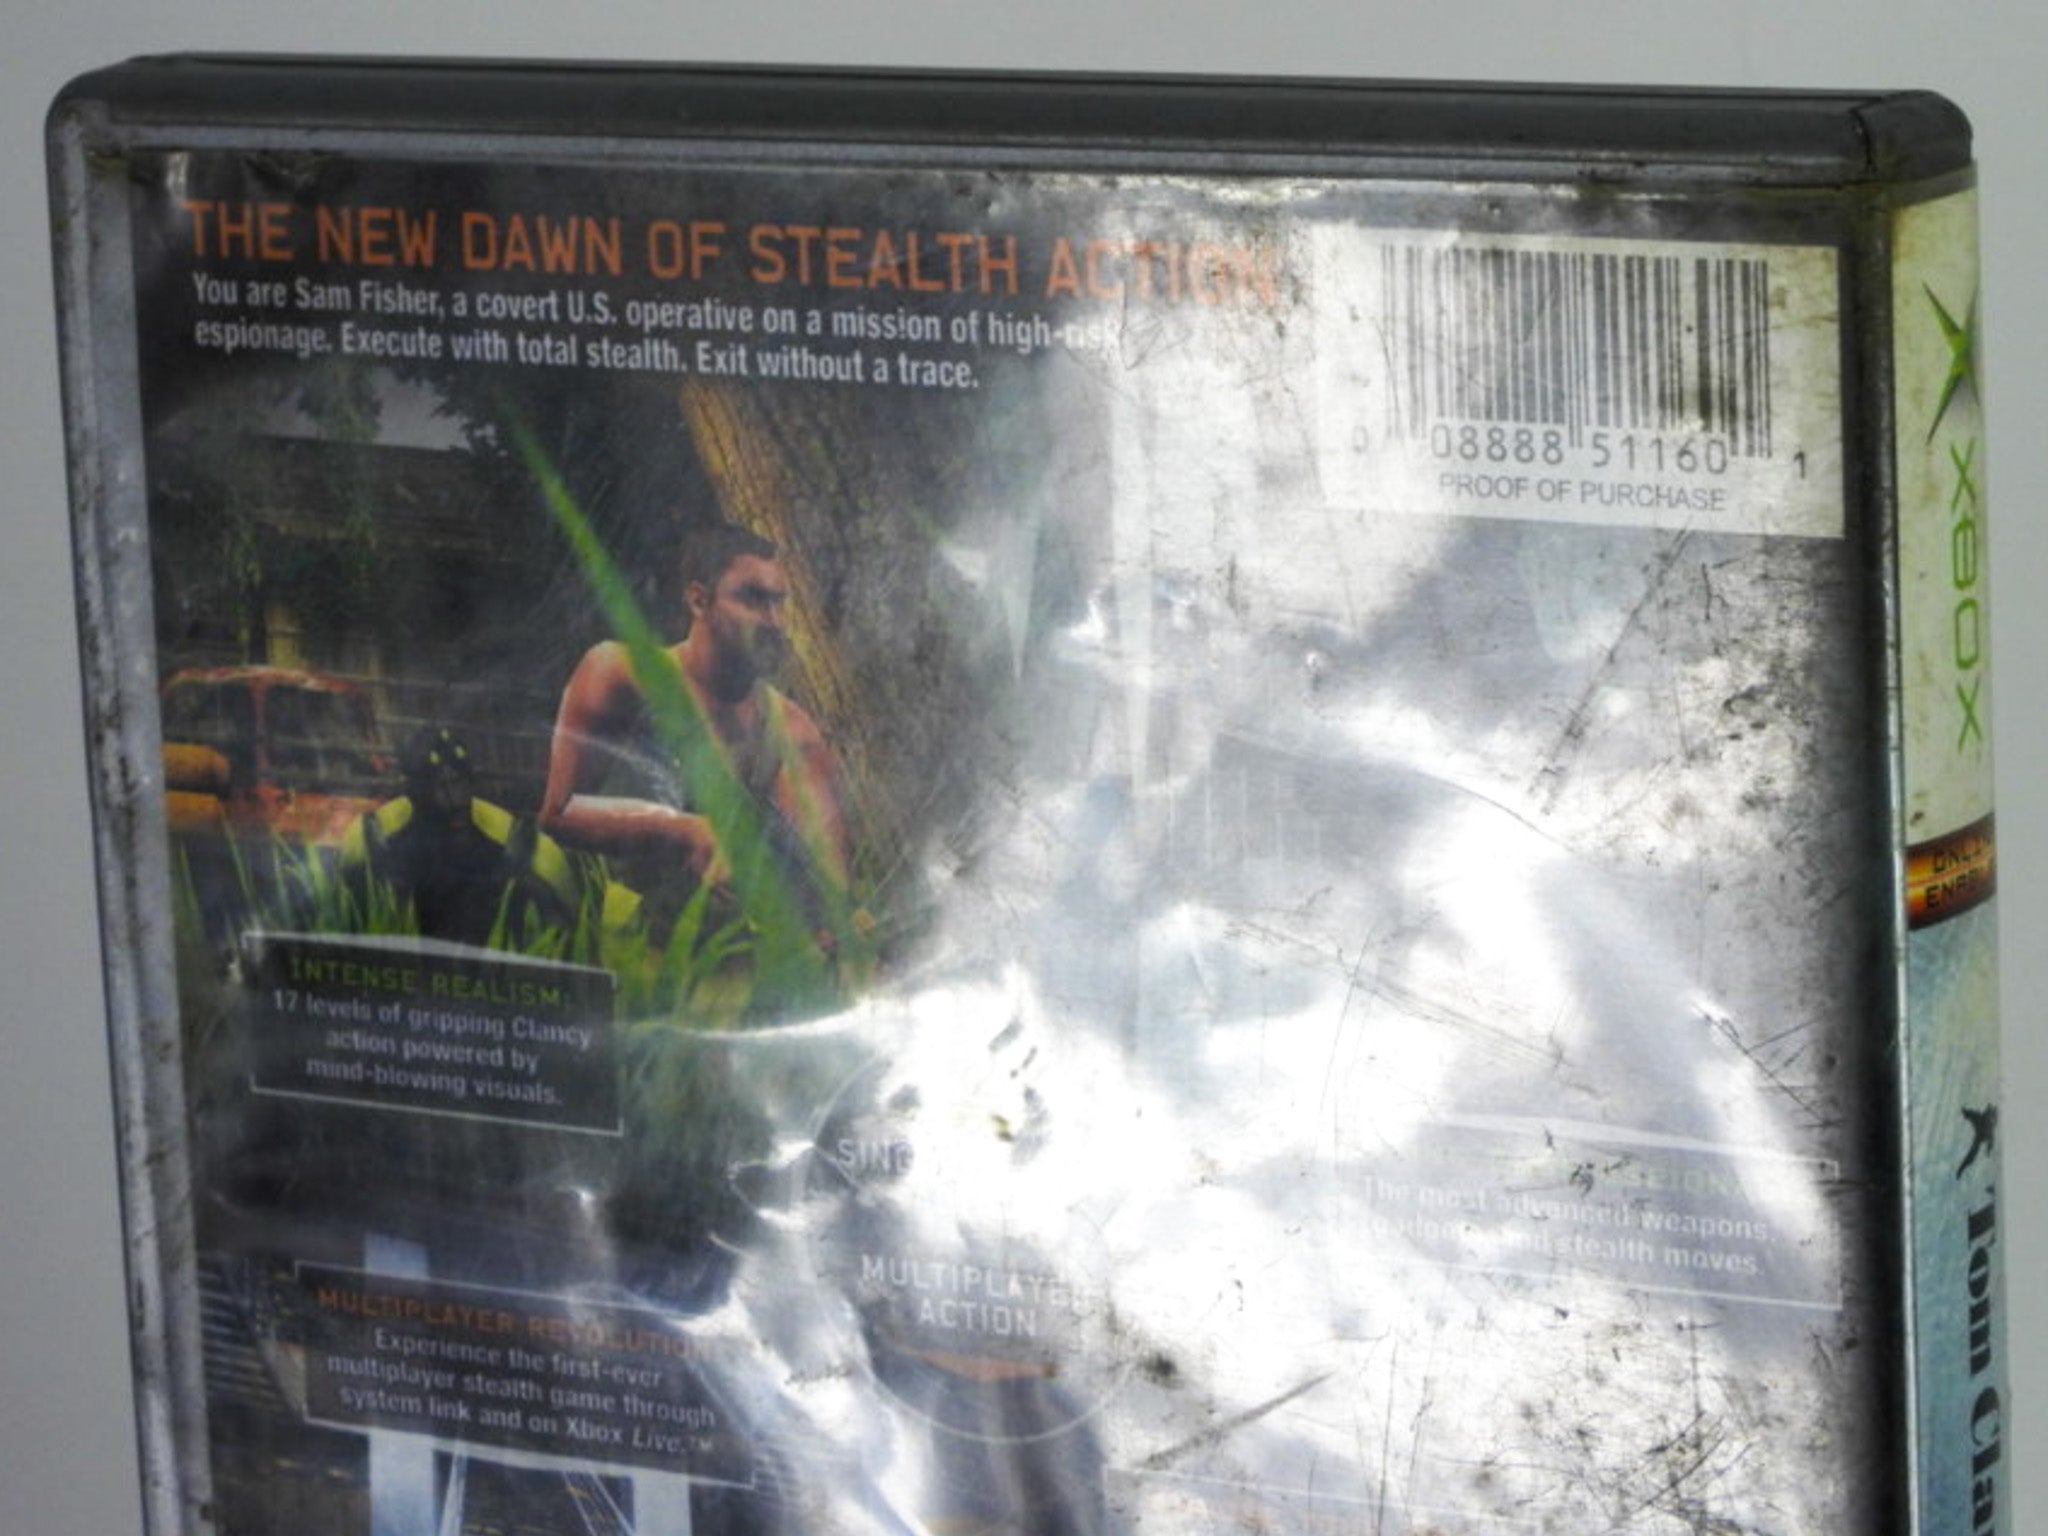 THE NEW DAWN OF STEALTH ACTION
You are Sam Fisher, a covert U.S. operative on a mission of high-risk
espionage. Execute with total stealth. Exit without a trace.
0 08888 51160 1
PROOF OF PURCHASE
XBOX
INTENSE REALISM:
17 levels of gripping Clancy
action powered by
mind-blowing visuals.
MULTIPLAYER
ACTION
The most advanced weapons,
and stealth moves.
MULTIPLAYER REVOLUTION
Experience the first-ever
multiplayer stealth game through
system link and on Xbox Live.™
Tom Clan